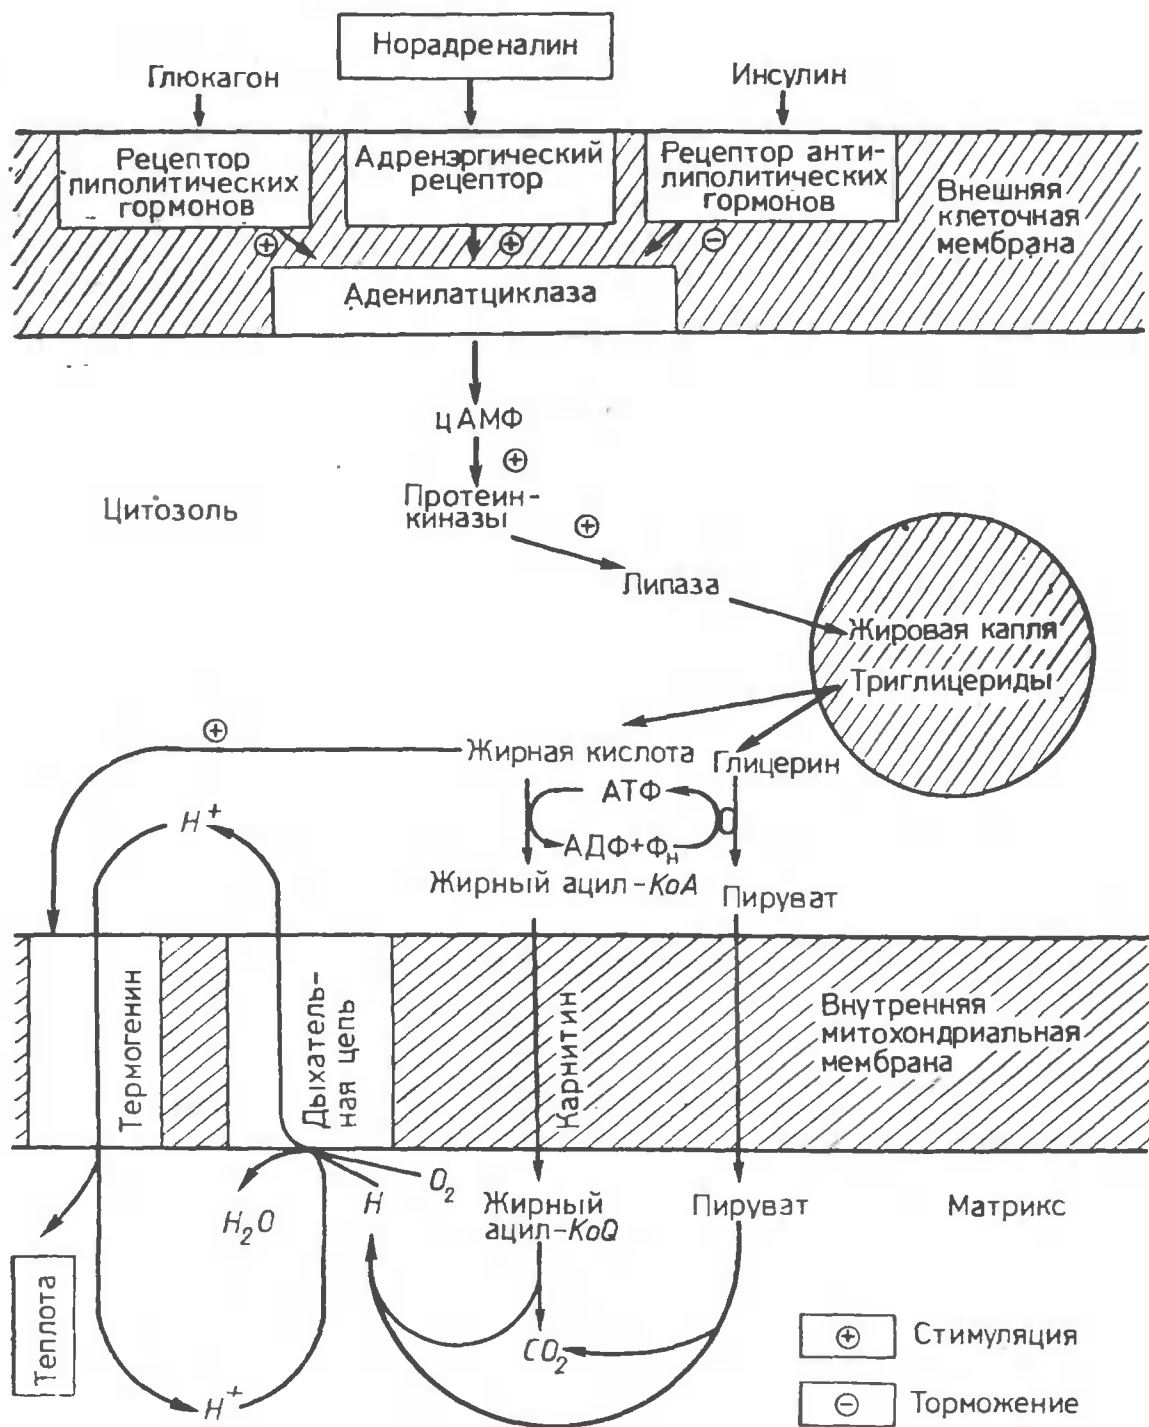 Норадреналин
Глюкагон
Инсулин
Рецептор
липолитических
гормонов
Адренэргический
рецептор
Рецептор анти-
липолитических
гормонов
Внешняя
клеточная
мембрана
⊕
⊕
⊖
Аденилатциклаза
цАМФ
⊕
Цитозоль
Протеин-
киназы
⊕
Липаза
Жировая капля
Триглицериды
⊕
Жирная кислота
Глицерин
АТФ
H⁺
АДФ+Фн
Жирный ацил-КоА
Пируват
Термогенин
Дыхатель-
ная цепь
Карнитин
Внутренняя
митохондриальная
мембрана
H₂O
H
O₂
Жирный
ацил-KoQ
Пируват
Матрикс
Теплота
CO₂
H⁺
⊕ Стимуляция
⊖ Торможение